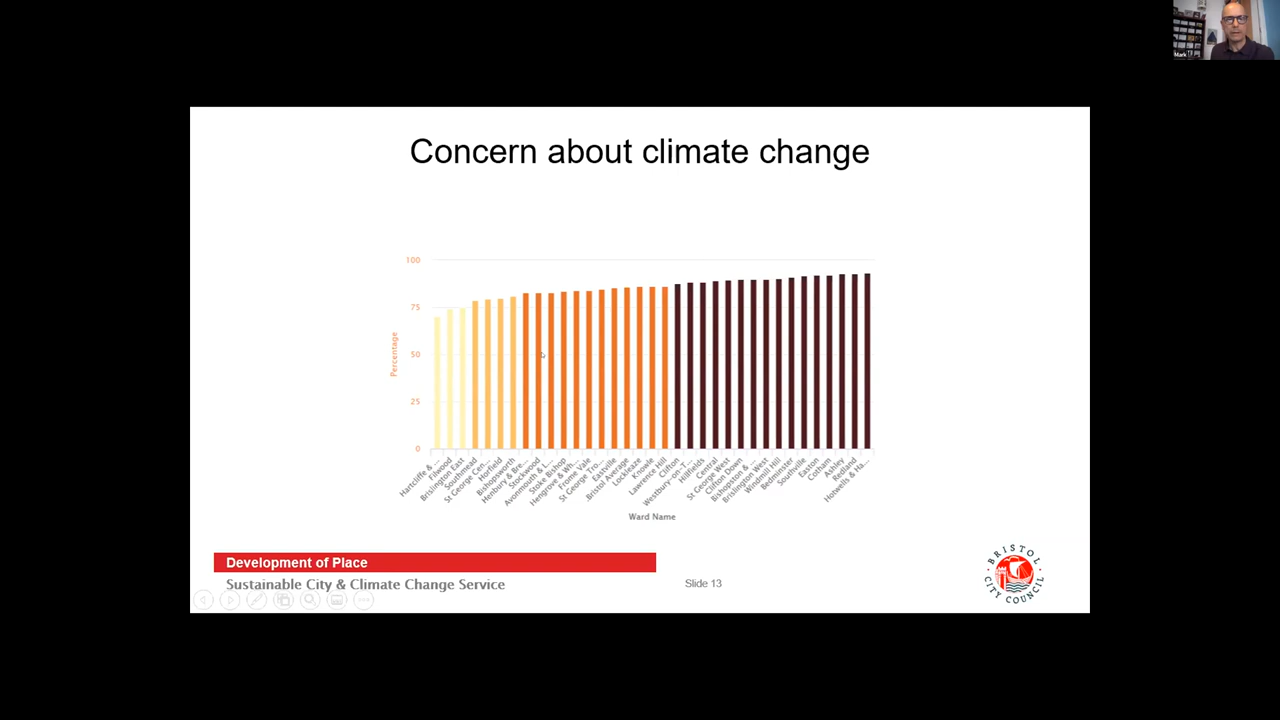 Mark
Concern about climate change
100
75
50
25
0
Percentage
Hartcliffe & ...
Filwood
Brislington East
Southmead
St George Cen...
Horfield
Bishopsworth
Henbury & Bre...
Stockwood
Avonmouth & L...
Stoke Bishop
Hengrove & Wh...
Frome Vale
St George Tro...
Eastville
Bristol Average
Lockleaze
Knowle
Lawrence Hill
Clifton
Westbury-on-T...
Hillfields
Central
St George West
Clifton Down
Bishopston & ...
Brislington West
Windmill Hill
Bedminster
Southville
Easton
Cotham
Ashley
Redland
Hotwells & Ha...
Ward Name
Development of Place
Sustainable City & Climate Change Service
Slide 13
BRISTOL
CITY COUNCIL